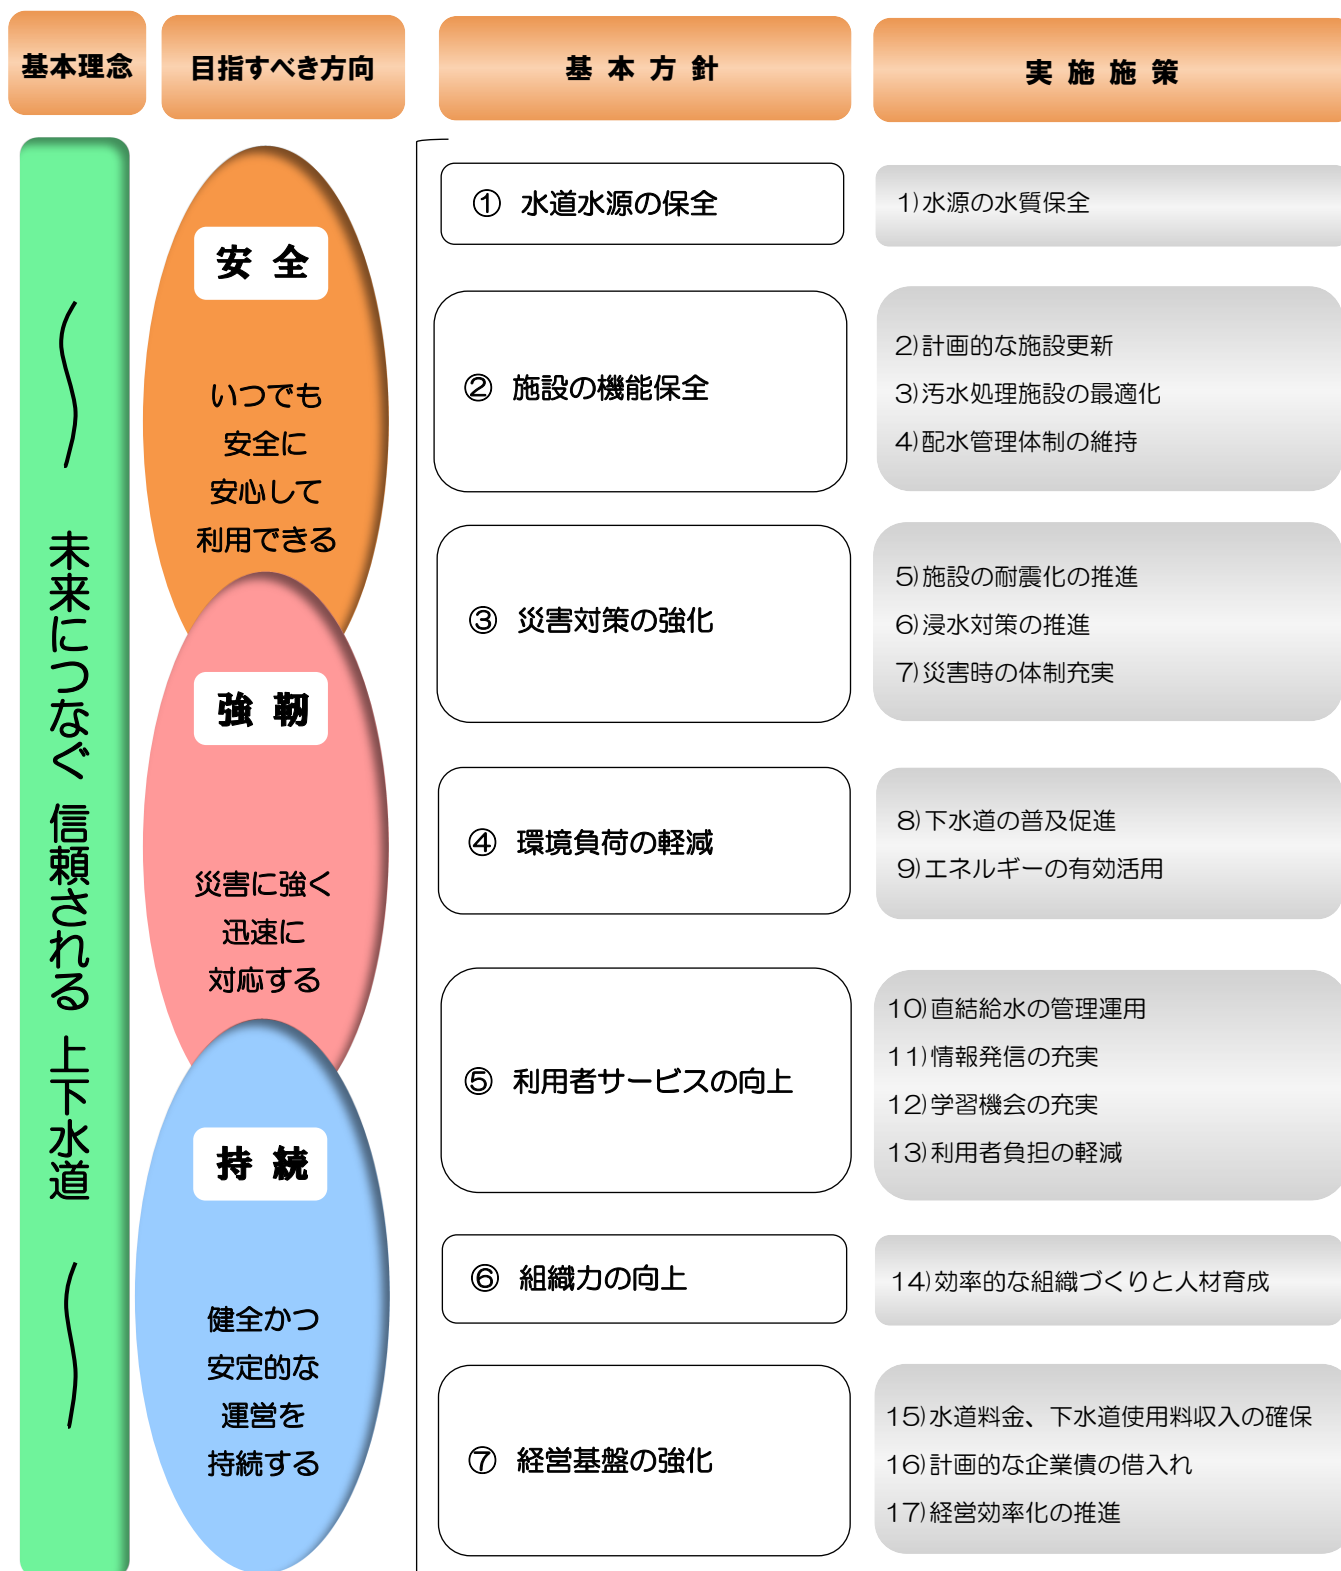 基本理念
目指すべき方向
基本方針
実施施策
～未来につなぐ 信頼される 上下水道～
安全
いつでも
安全に
安心して
利用できる
強靭
災害に強く
迅速に
対応する
持続
健全かつ
安定的な
運営を
持続する
① 水道水源の保全
1)水源の水質保全
② 施設の機能保全
2)計画的な施設更新
3)汚水処理施設の最適化
4)配水管理体制の維持
③ 災害対策の強化
5)施設の耐震化の推進
6)浸水対策の推進
7)災害時の体制充実
④ 環境負荷の軽減
8)下水道の普及促進
9)エネルギーの有効活用
⑤ 利用者サービスの向上
10)直結給水の管理運用
11)情報発信の充実
12)学習機会の充実
13)利用者負担の軽減
⑥ 組織力の向上
14)効率的な組織づくりと人材育成
⑦ 経営基盤の強化
15)水道料金、下水道使用料収入の確保
16)計画的な企業債の借入れ
17)経営効率化の推進